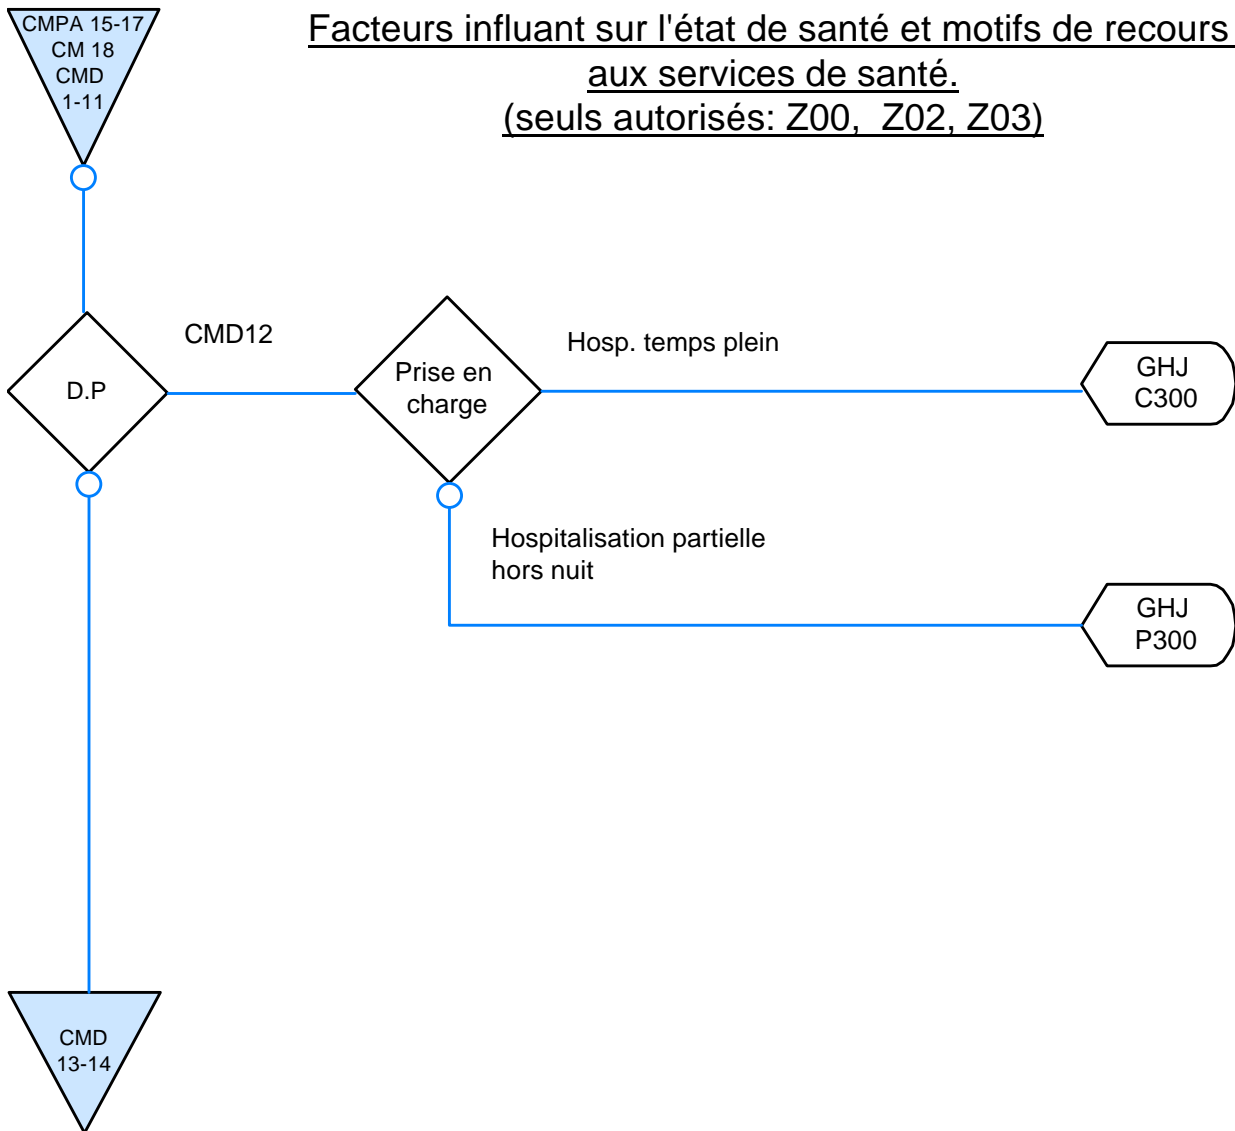 CMPA 15-17
CM 18
CMD
1-11
Facteurs influant sur l'état de santé et motifs de recours
aux services de santé.
(seuls autorisés: Z00, Z02, Z03)
CMD12
D.P
Prise en
charge
Hosp. temps plein
GHJ
C300
Hospitalisation partielle
hors nuit
GHJ
P300
CMD
13-14